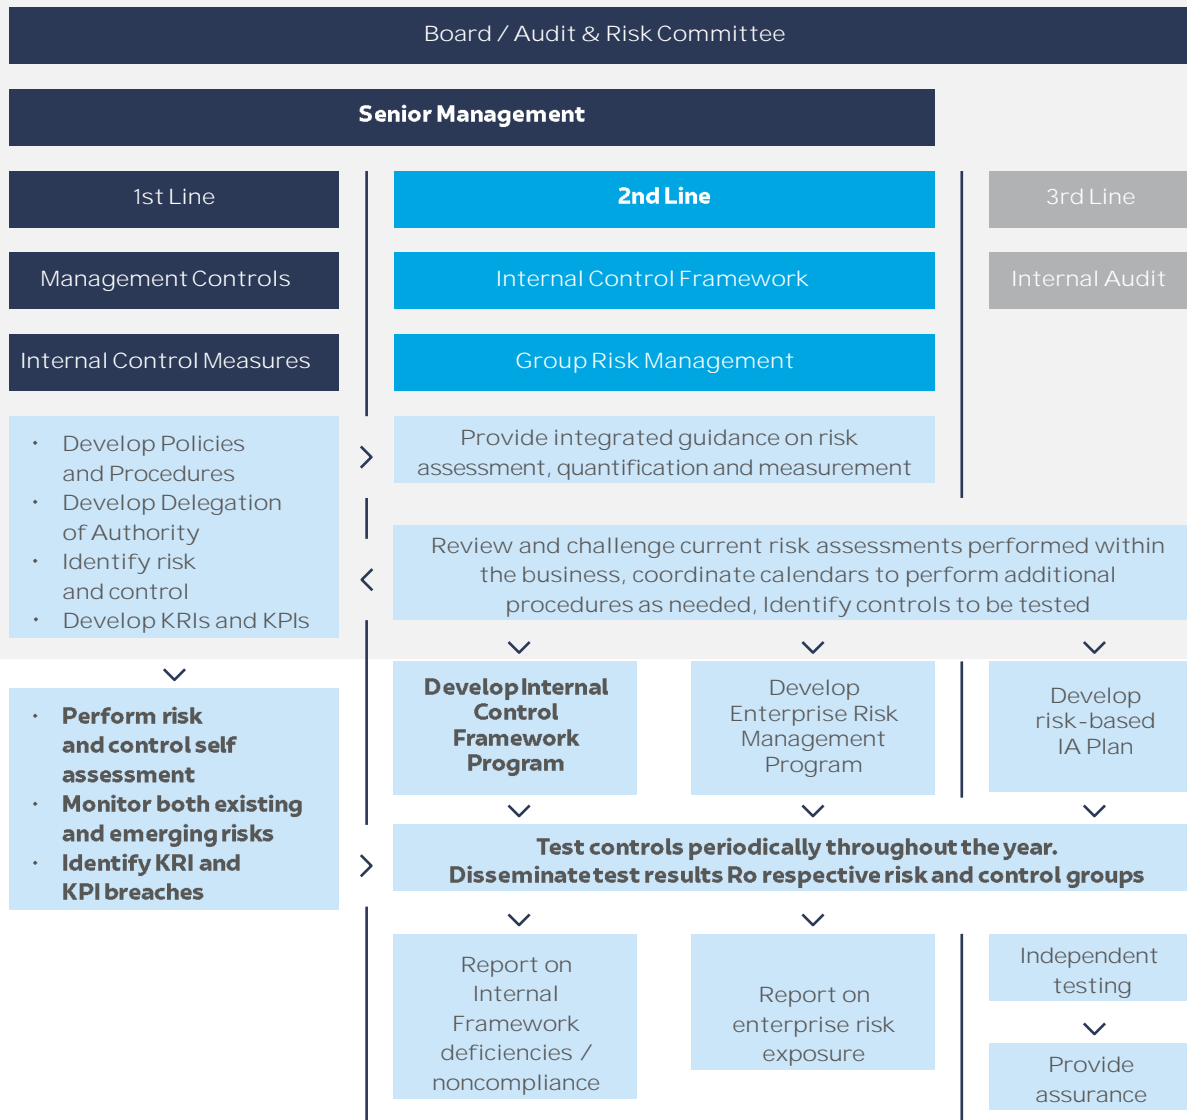 Board / Audit & Risk Committee
Senior Management
1st Line
2nd Line
3rd Line
Management Controls
Internal Control Framework
Internal Audit
Internal Control Measures
Group Risk Management
• Develop Policies
and Procedures
• Develop Delegation
of Authority
• Identify risk
and control
• Develop KRIs and KPIs
Provide integrated guidance on risk
assessment, quantification and measurement
Review and challenge current risk assessments performed within
the business, coordinate calendars to perform additional
procedures as needed, Identify controls to be tested
• Perform risk
and control self
assessment
• Monitor both existing
and emerging risks
• Identify KRI and
KPI breaches
Develop Internal
Control
Framework
Program
Develop
Enterprise Risk
Management
Program
Develop
risk-based
IA Plan
Test controls periodically throughout the year.
Disseminate test results Ro respective risk and control groups
Report on
Internal
Framework
deficiencies /
noncompliance
Report on
enterprise risk
exposure
Independent
testing
Provide
assurance